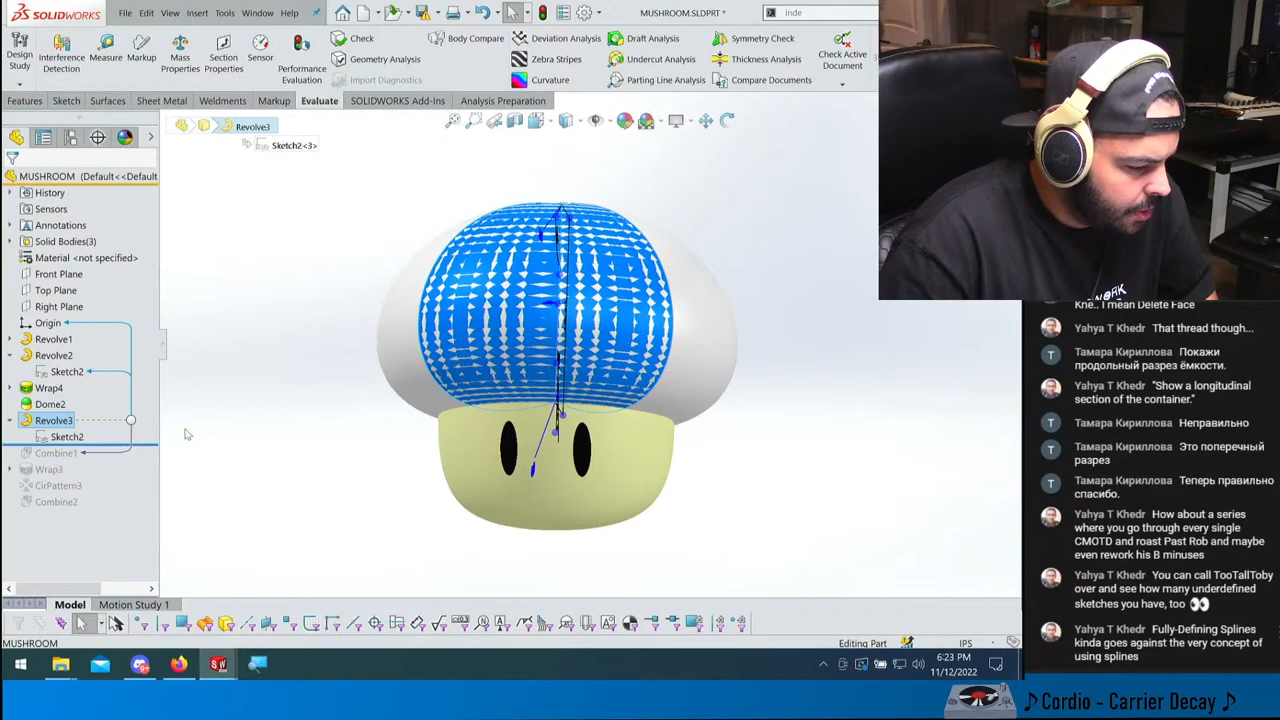 SOLIDWORKS File Edit View Insert Tools Window Help MUSHROOM.SLDPRT * inde
Design Study
Interference Detection
Measure
Markup
Mass Properties
Section Properties
Sensor
Performance Evaluation
Check
Geometry Analysis
Import Diagnostics
Body Compare
Deviation Analysis
Zebra Stripes
Curvature
Draft Analysis
Undercut Analysis
Parting Line Analysis
Symmetry Check
Thickness Analysis
Compare Documents
Check Active Document
Features Sketch Surfaces Sheet Metal Weldments Markup Evaluate SOLIDWORKS Add-Ins Analysis Preparation
Revolve3
Sketch2<3>
MUSHROOM (Default<<Default
History
Sensors
Annotations
Solid Bodies(3)
Material <not specified>
Front Plane
Top Plane
Right Plane
Origin
Revolve1
Revolve2
Sketch2
Wrap4
Dome2
Revolve3
Sketch2
Combine1
Wrap3
CirPattern3
Combine2
Model Motion Study 1
MUSHROOM Editing Part IPS
6:23 PM
11/12/2022
Kne.. I mean Delete Face
Yahya T Khedr That thread though...
Тамара Кириллова Покажи
продольный разрез ёмкости.
Yahya T Khedr "Show a longitudinal
section of the container."
Yahya T Khedr Неправильно
Тамара Кириллова Это поперечный
разрез
Тамара Кириллова Теперь правильно
спасибо.
Yahya T Khedr How about a series
where you go through every single
CMOTD and roast Past Rob and maybe
even rework his B minuses
Yahya T Khedr You can call TooTallToby
over and see how many underdefined
sketches you have, too 👀
Yahya T Khedr Fully-Defining Splines
kinda goes against the very concept of
using splines
♪ Cordio - Carrier Decay ♪